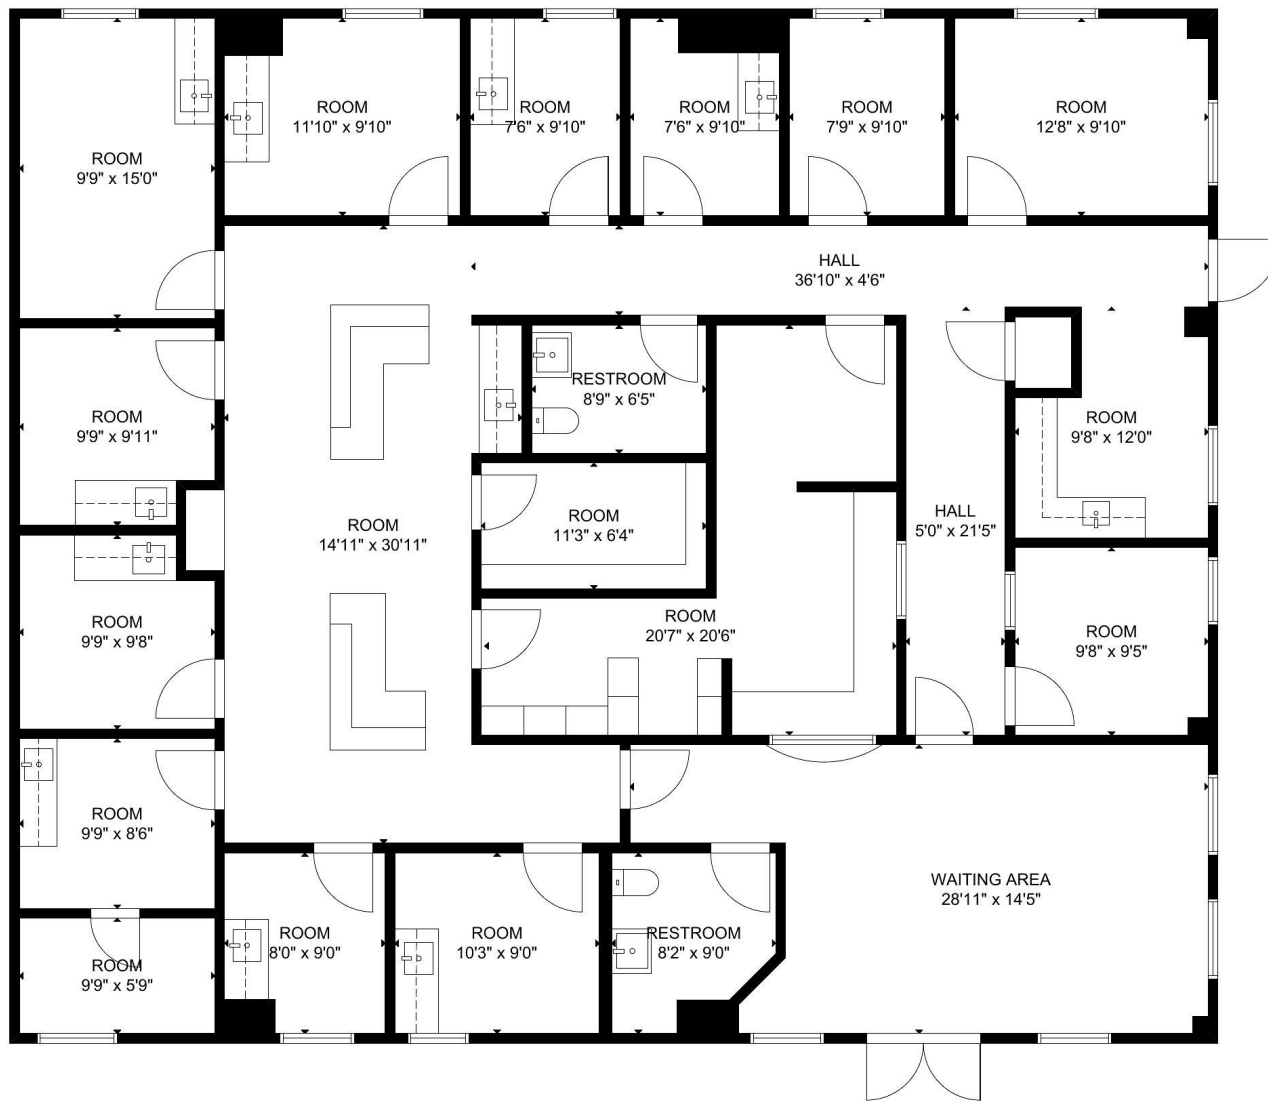 ROOM
11'10" x 9'10"
ROOM
7'6" x 9'10"
ROOM
7'6" x 9'10"
ROOM
7'9" x 9'10"
ROOM
12'8" x 9'10"
ROOM
9'9" x 15'0"
HALL
36'10" x 4'6"
RESTROOM
8'9" x 6'5"
ROOM
9'9" x 9'11"
ROOM
9'8" x 12'0"
ROOM
14'11" x 30'11"
ROOM
11'3" x 6'4"
HALL
5'0" x 21'5"
ROOM
9'9" x 9'8"
ROOM
20'7" x 20'6"
ROOM
9'8" x 9'5"
ROOM
9'9" x 8'6"
WAITING AREA
28'11" x 14'5"
ROOM
8'0" x 9'0"
ROOM
10'3" x 9'0"
RESTROOM
8'2" x 9'0"
ROOM
9'9" x 5'9"